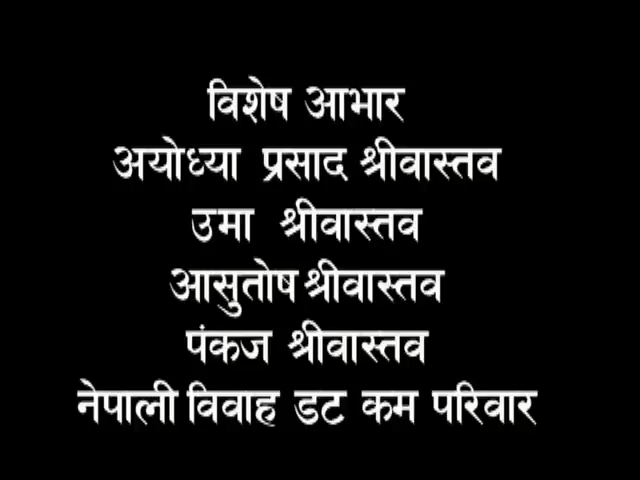 विशेष आभार
अयोध्या प्रसाद श्रीवास्तव
उमा श्रीवास्तव
आसुतोष श्रीवास्तव
पंकज श्रीवास्तव
नेपाली विवाह डट कम परिवार